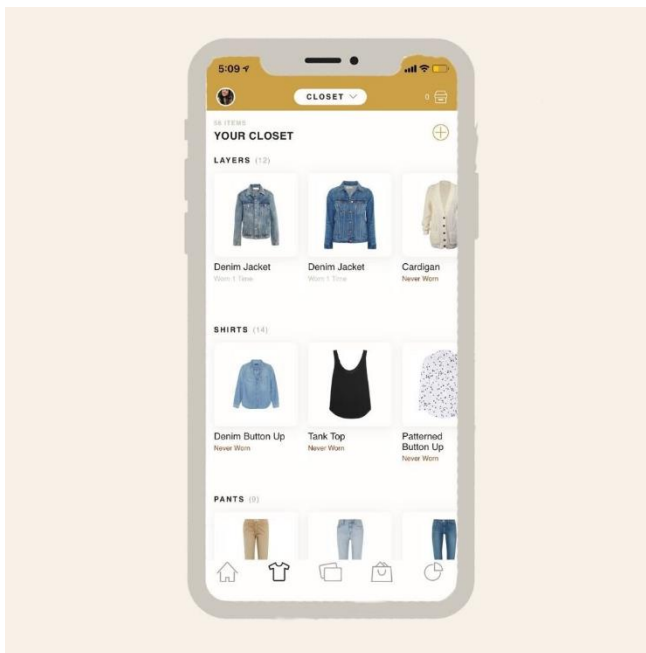 5:09
CLOSET
0
58 ITEMS
YOUR CLOSET
LAYERS (12)
Denim Jacket
Denim Jacket
Cardigan
Worn 1 Time
Worn 1 Time
Never Worn
SHIRTS (14)
Denim Button Up
Tank Top
Patterned
Button Up
Never Worn
Never Worn
Never Worn
PANTS (9)